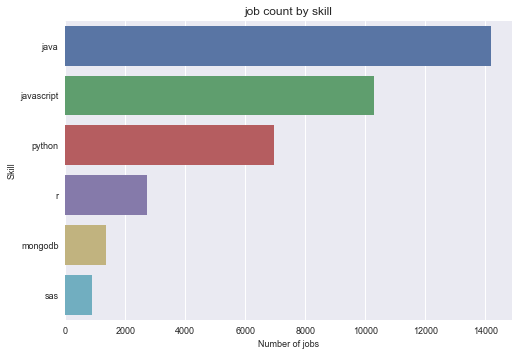 job count by skill
java
javascript
python
r
mongodb
sas
Skill
0 2000 4000 6000 8000 10000 12000 14000
Number of jobs